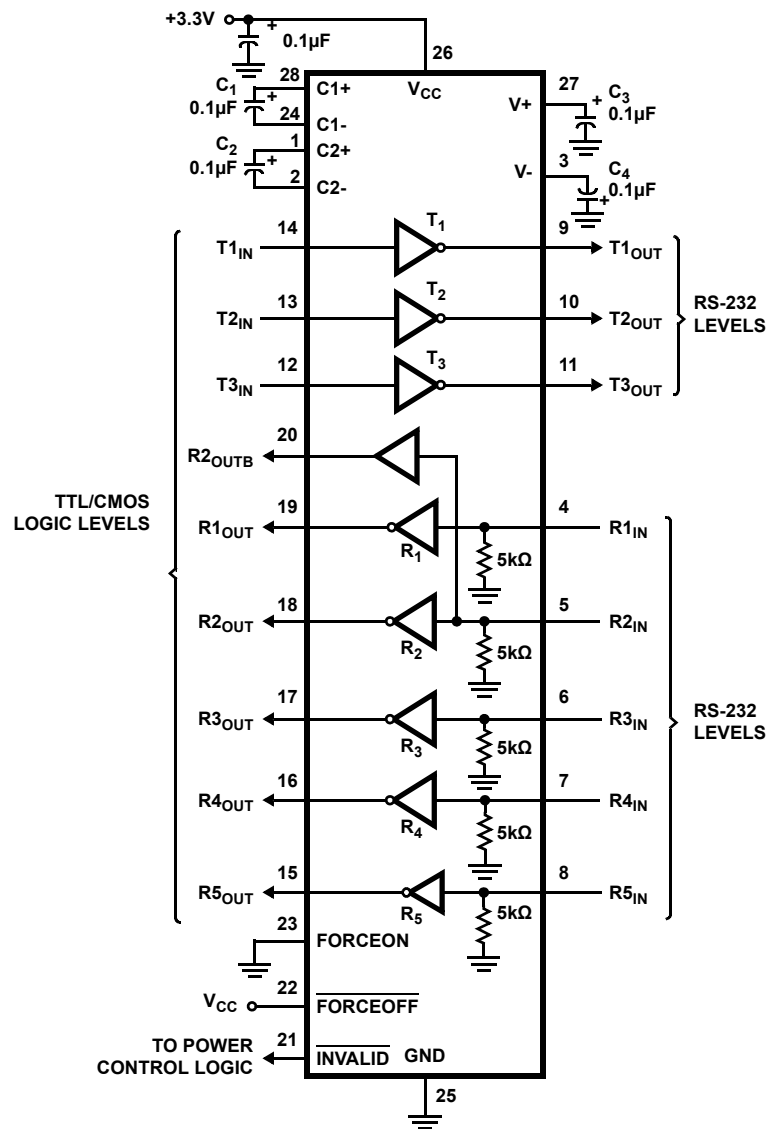 +3.3V
+
0.1µF
26
28
C1
0.1µF
+
24
C1+
C1-
VCC
27
V+
+
C3
0.1µF
C2
0.1µF
+
1
2
C2+
C2-
3
V-
C4
0.1µF
+
T1IN
14
T1
9
T1OUT
T2IN
13
T2
10
T2OUT
T3IN
12
T3
11
T3OUT
RS-232
LEVELS
R2OUTB
20
TTL/CMOS
LOGIC LEVELS
R1OUT
19
R1
5kΩ
4
R1IN
R2OUT
18
R2
5kΩ
5
R2IN
R3OUT
17
R3
5kΩ
6
R3IN
RS-232
LEVELS
R4OUT
16
R4
5kΩ
7
R4IN
R5OUT
15
R5
5kΩ
8
R5IN
23
FORCEON
VCC
22
FORCEOFF
TO POWER
CONTROL LOGIC
21
INVALID
GND
25